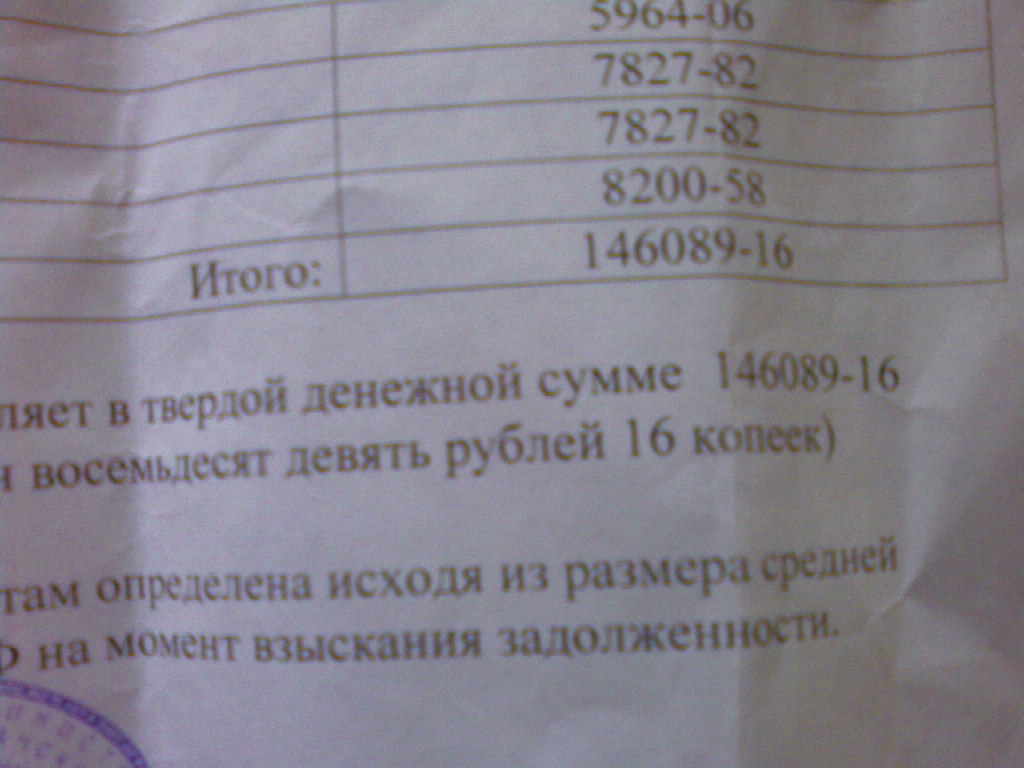 5964-06
7827-82
7827-82
8200-58
Итого: 146089-16
ляет в твердой денежной сумме 146089-16
восемьдесят девять рублей 16 копеек)
там определена исходя из размера средней
Ф на момент взыскания задолженности.